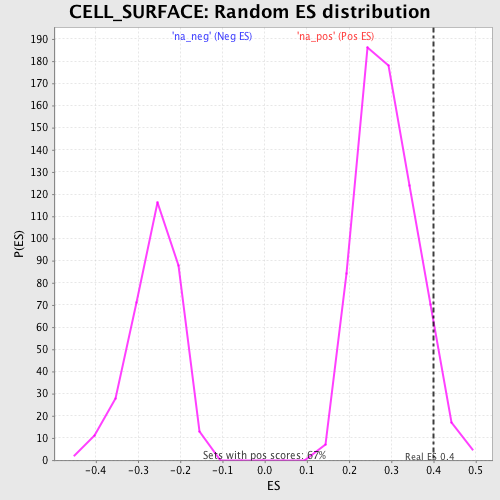 CELL_SURFACE: Random ES distribution
'na_neg' (Neg ES) 'na_pos' (Pos ES)
190
180
170
160
150
140
130
120
110
100
90
80
70
60
50
40
30
20
10
0
P(ES)
Sets with pos scores: 67%
Real ES 0.4
-0.4 -0.3 -0.2 -0.1 0.0 0.1 0.2 0.3 0.4 0.5
ES